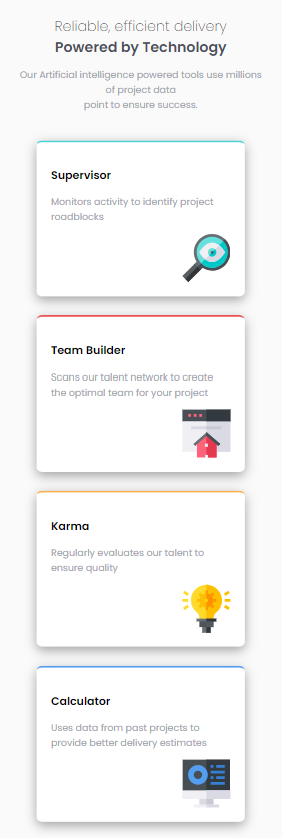 Reliable, efficient delivery
Powered by Technology
Our Artificial intelligence powered tools use millions
of project data
point to ensure success.
Supervisor
Monitors activity to identify project
roadblocks
Team Builder
Scans our talent network to create
the optimal team for your project
Karma
Regularly evaluates our talent to
ensure quality
Calculator
Uses data from past projects to
provide better delivery estimates